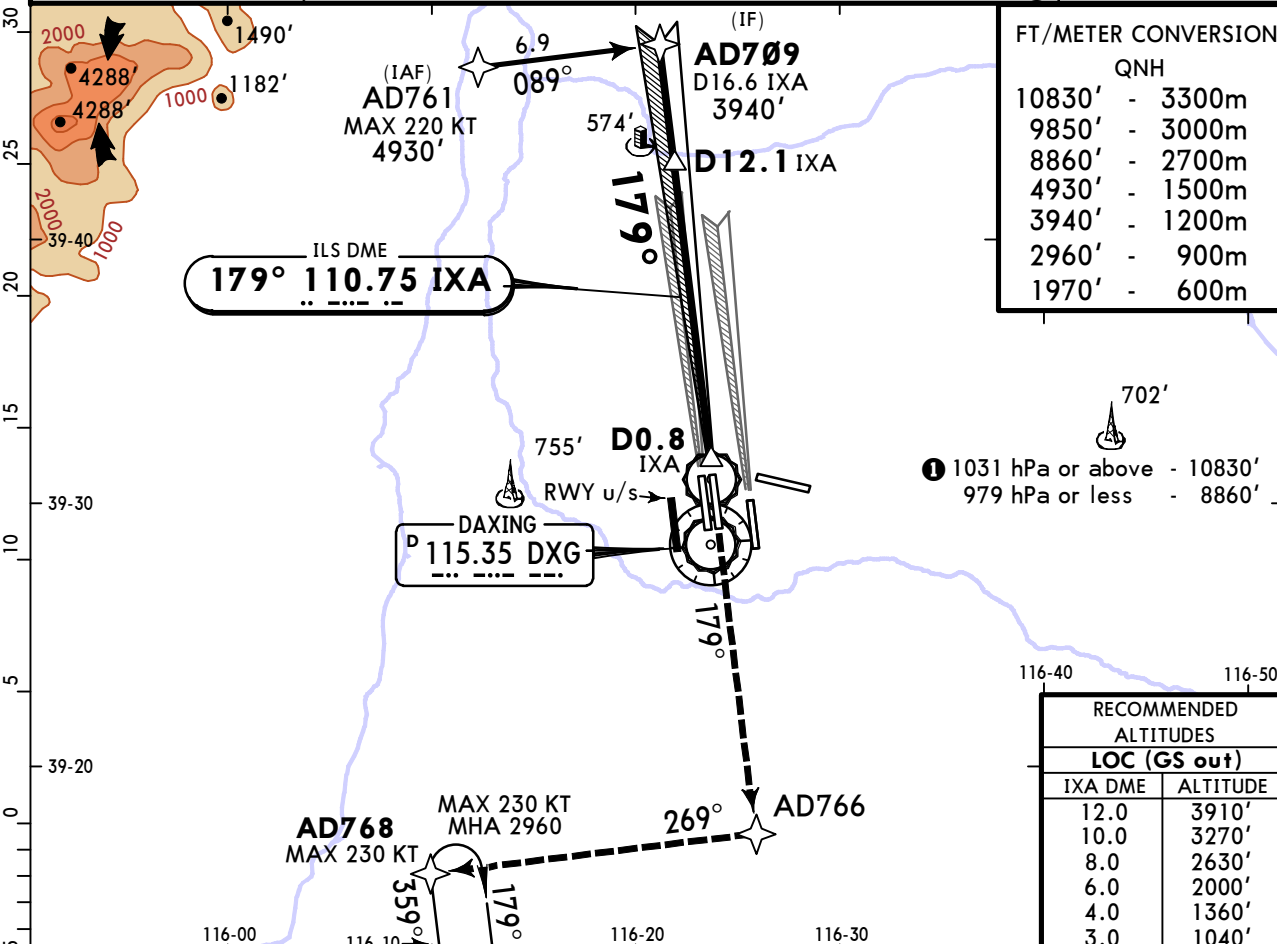 30
2000
1490'
4288'
1182'
4288'
1000
2000
1000
25
39-40
20
15
39-30
10
5
39-20
0
5
(IAF)
AD761
MAX 220 KT
4930'
6.9
089°
(IF)
AD7Ø9
D16.6 IXA
3940'
574'
D12.1 IXA
179°
ILS DME
179° 110.75 IXA
FT/METER CONVERSION
QNH
10830' - 3300m
9850' - 3000m
8860' - 2700m
4930' - 1500m
3940' - 1200m
2960' - 900m
1970' - 600m
702'
1 1031 hPa or above - 10830'
979 hPa or less - 8860'
755'
D0.8
IXA
RWY u/s
DAXING
D 115.35 DXG
179°
116-40
116-50
RECOMMENDED
ALTITUDES
LOC (GS out)
IXA DME ALTITUDE
12.0 3910'
10.0 3270'
8.0 2630'
6.0 2000'
4.0 1360'
3.0 1040'
AD766
269°
MAX 230 KT
MHA 2960
AD768
MAX 230 KT
359°
179°
116-00
116-10
116-20
116-30